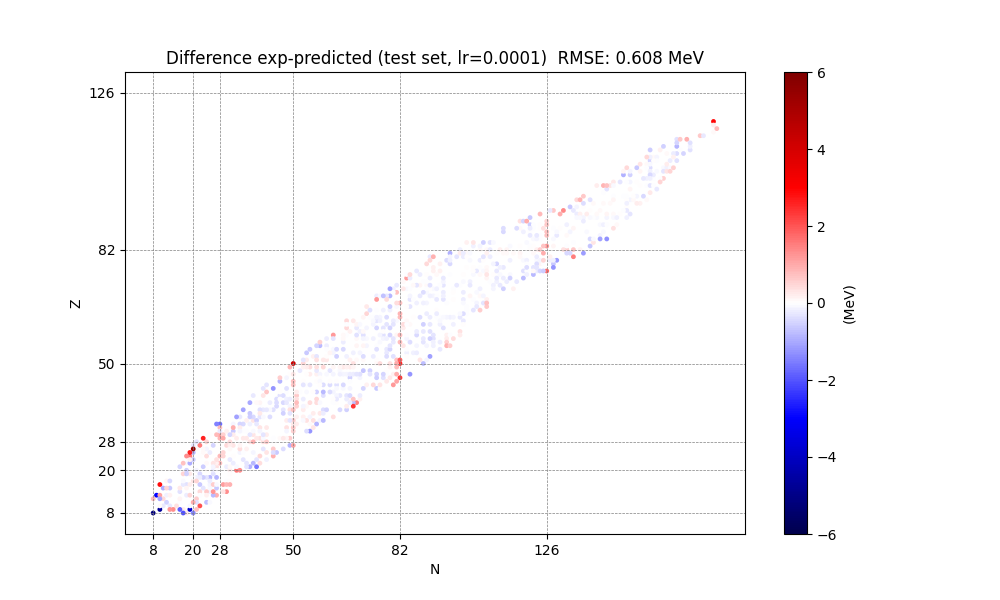 Difference exp-predicted (test set, lr=0.0001)  RMSE: 0.608 MeV
126
82
50
28
20
8
Z
8 20 28 50 82 126
N
6
4
2
0
−2
−4
−6
(MeV)